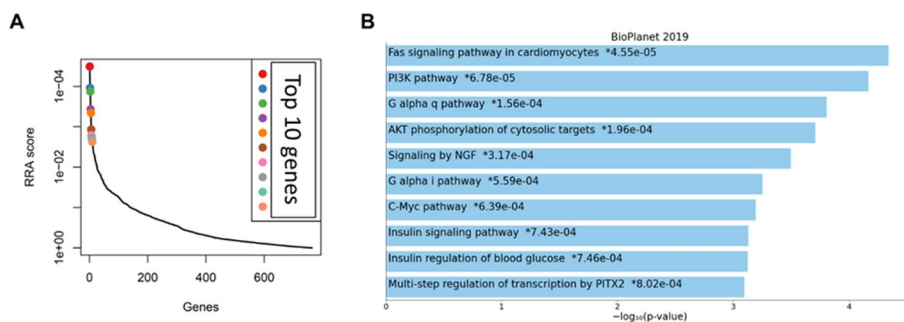 A
RRA score
1e-04
1e-02
1e+00
0
200
400
600
Genes
Top 10 genes
B
BioPlanet 2019
Fas signaling pathway in cardiomyocytes *4.55e-05
PI3K pathway *6.78e-05
G alpha q pathway *1.56e-04
AKT phosphorylation of cytosolic targets *1.96e-04
Signaling by NGF *3.17e-04
G alpha i pathway *5.59e-04
C-Myc pathway *6.39e-04
Insulin signaling pathway *7.43e-04
Insulin regulation of blood glucose *7.46e-04
Multi-step regulation of transcription by PITX2 *8.02e-04
0
1
2
3
4
−log₁₀(p-value)